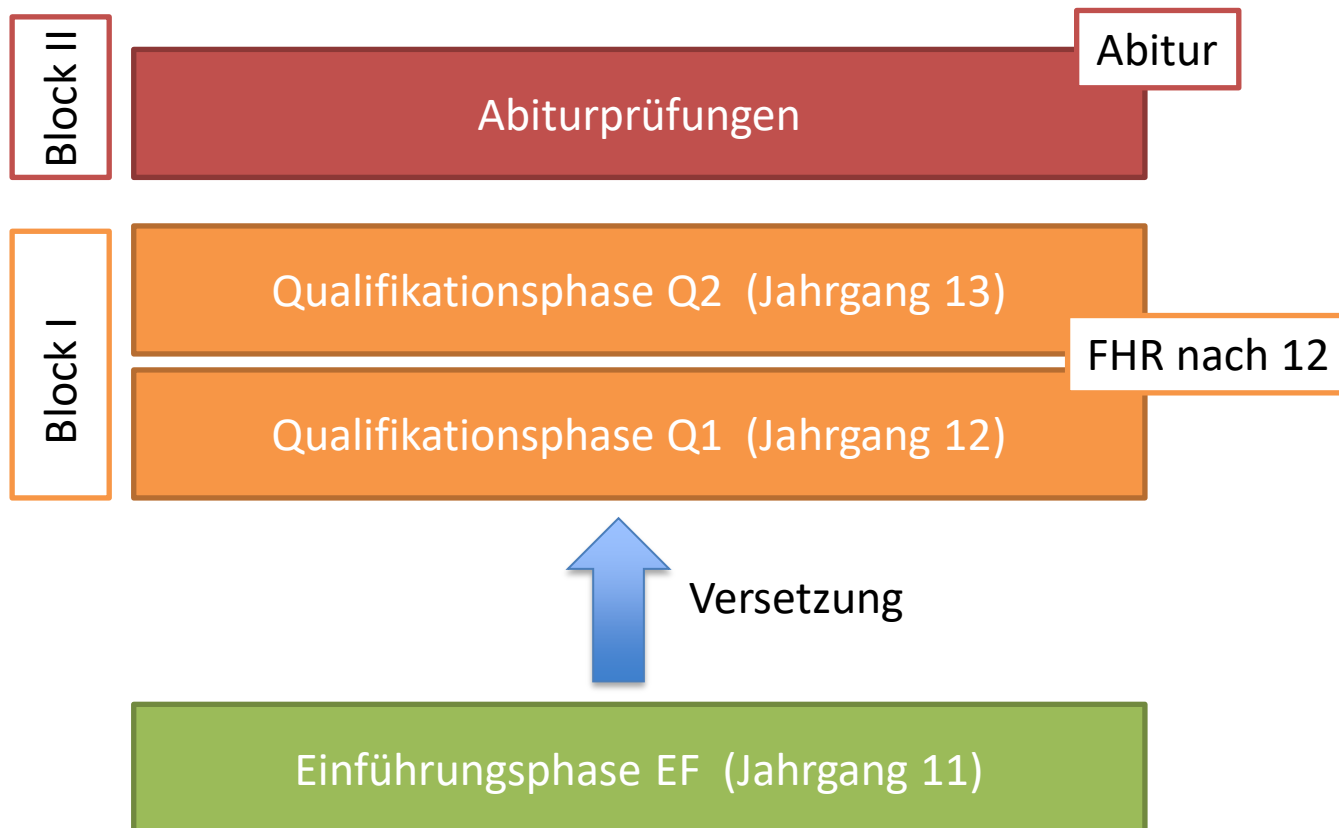 Block II
Abitur
Abiturprüfungen
Block I
Qualifikationsphase Q2 (Jahrgang 13)
FHR nach 12
Qualifikationsphase Q1 (Jahrgang 12)
Versetzung
Einführungsphase EF (Jahrgang 11)